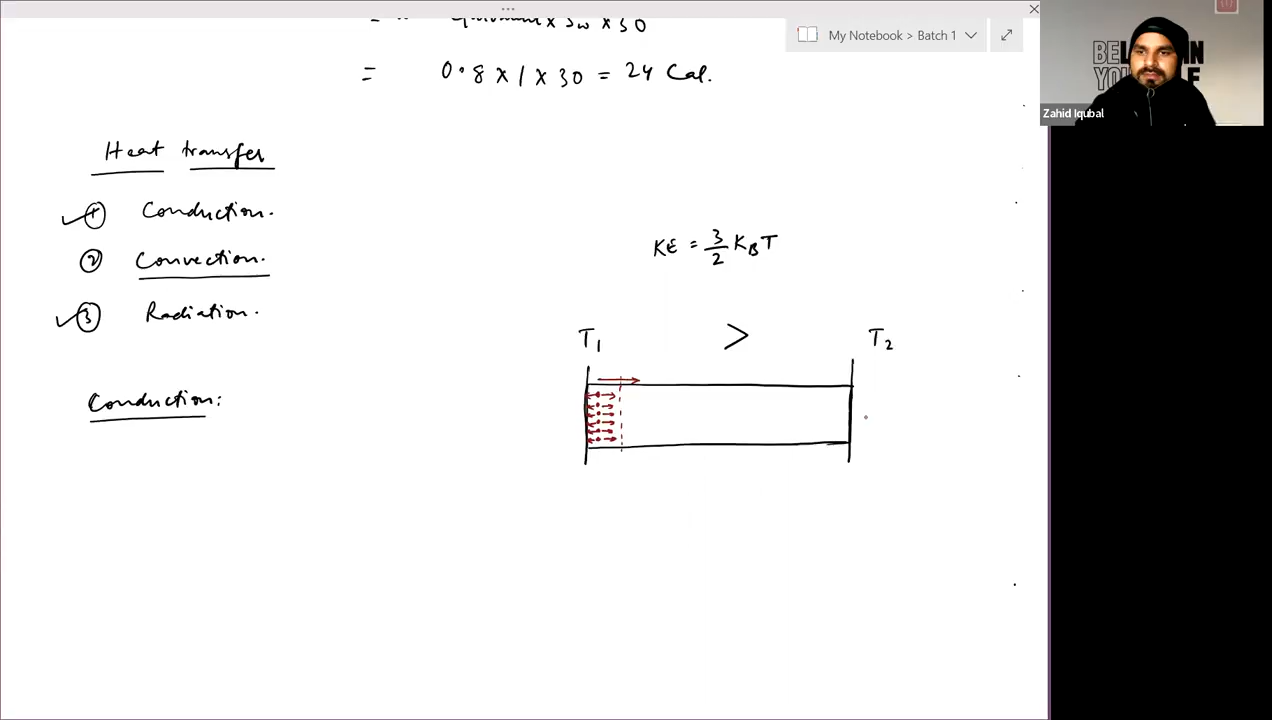 x 30
= 0.8 x 1 x 30 = 24 Cal.
My Notebook > Batch 1
Zahid Iqubal
Heat transfer
1 Conduction.
2 Convection.
3 Radiation.
KE = 3/2 K_B T
T1 > T2
Conduction: